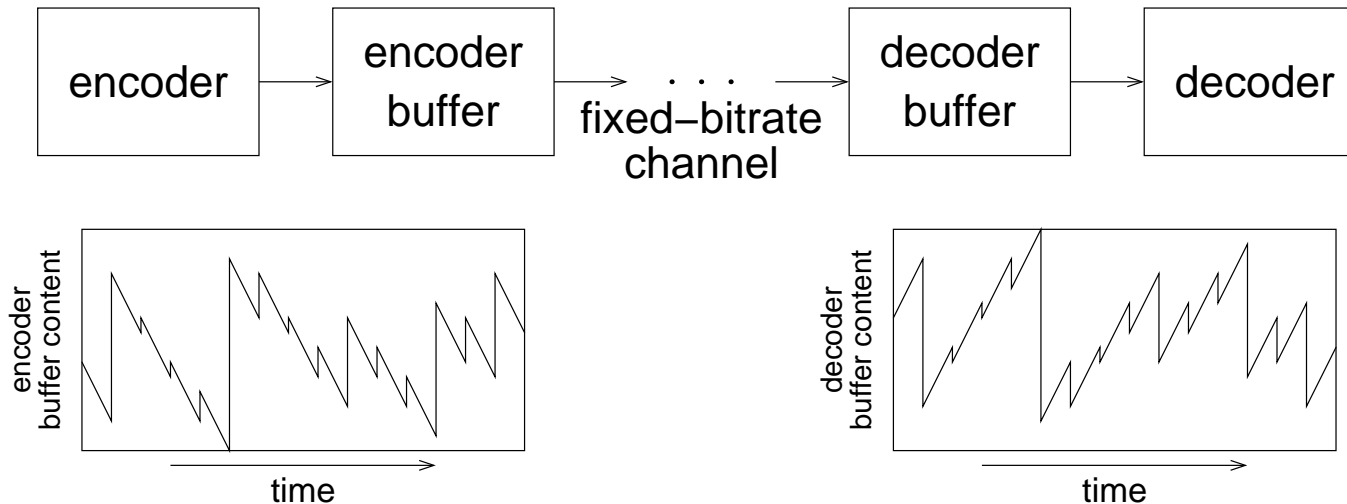 encoder
encoder
buffer
. . .
fixed–bitrate
channel
decoder
buffer
decoder
encoder
buffer content
time
decoder
buffer content
time